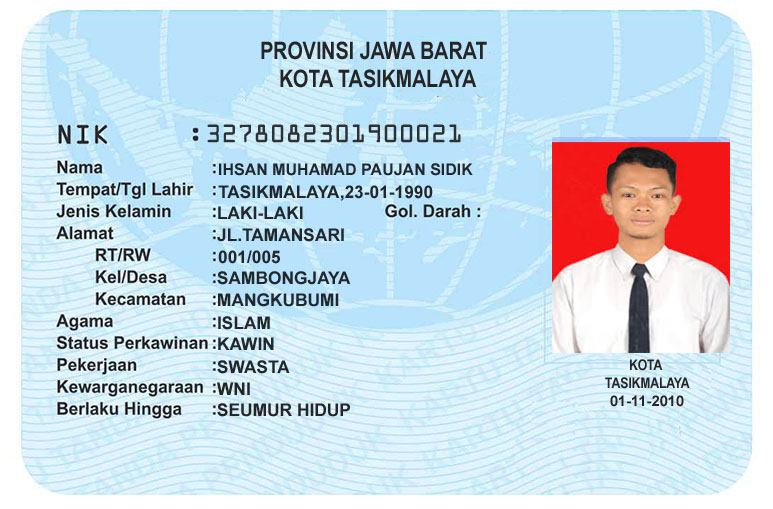 PROVINSI JAWA BARAT
KOTA TASIKMALAYA
NIK : 3278082301900021
Nama : IHSAN MUHAMAD PAUJAN SIDIK
Tempat/Tgl Lahir : TASIKMALAYA,23-01-1990
Jenis Kelamin : LAKI-LAKI Gol. Darah :
Alamat : JL.TAMANSARI
RT/RW : 001/005
Kel/Desa : SAMBONGJAYA
Kecamatan : MANGKUBUMI
Agama : ISLAM
Status Perkawinan : KAWIN
Pekerjaan : SWASTA
Kewarganegaraan : WNI
Berlaku Hingga : SEUMUR HIDUP
KOTA
TASIKMALAYA
01-11-2010